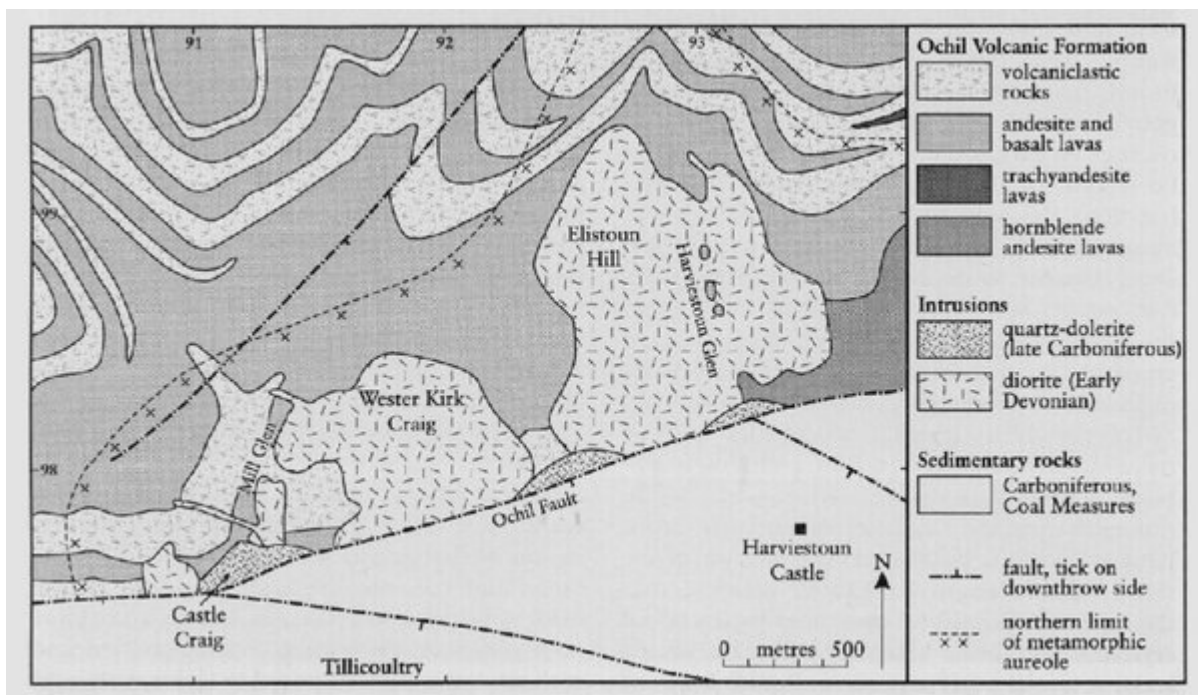 91
92
93
99
98
Elistoun
Hill
Harviestoun Glen
Wester Kirk
Craig
Mill Glen
Ochil Fault
Castle
Craig
Harviestoun
Castle
Tillicoultry
N
0 metres 500
Ochil Volcanic Formation
volcaniclastic
rocks
andesite and
basalt lavas
trachyandesite
lavas
hornblende
andesite lavas
Intrusions
quartz-dolerite
(late Carboniferous)
diorite (Early
Devonian)
Sedimentary rocks
Carboniferous,
Coal Measures
fault, tick on
downthrow side
northern limit
of metamorphic
aureole